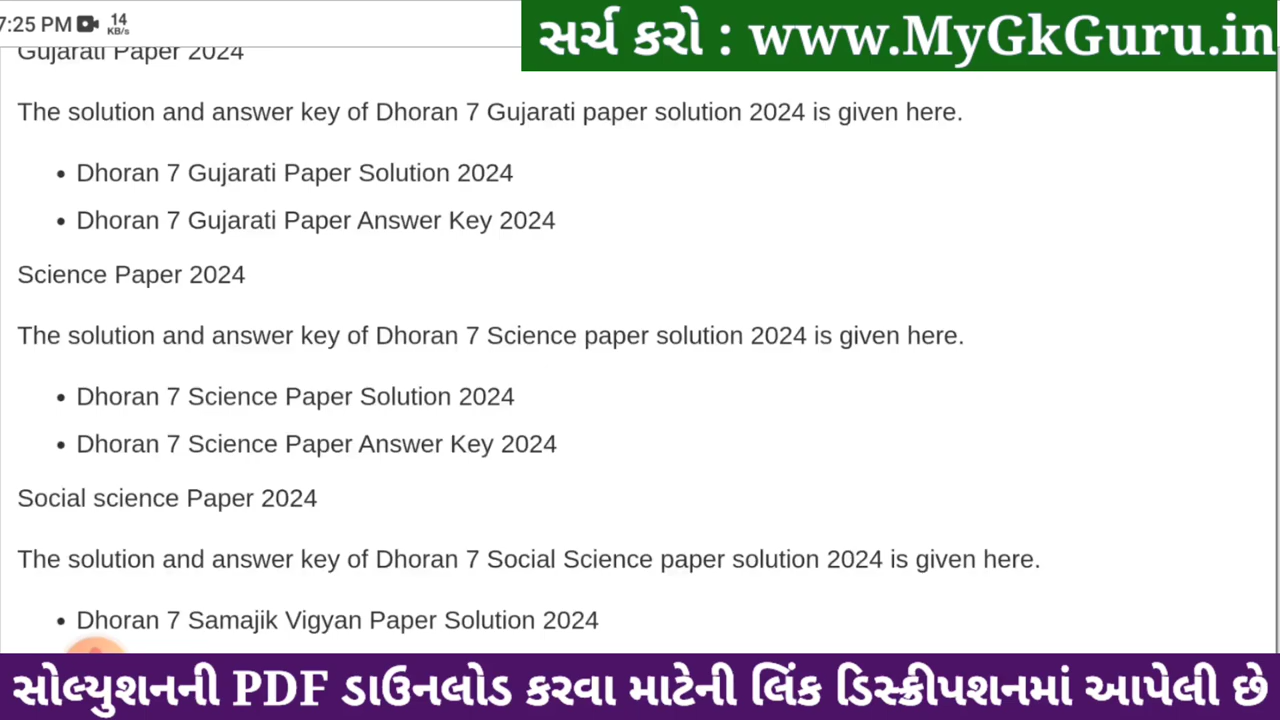 7:25 PM 14 KB/s
સર્ચ કરો : www.MyGkGuru.in
Gujarati Paper 2024
The solution and answer key of Dhoran 7 Gujarati paper solution 2024 is given here.
• Dhoran 7 Gujarati Paper Solution 2024
• Dhoran 7 Gujarati Paper Answer Key 2024
Science Paper 2024
The solution and answer key of Dhoran 7 Science paper solution 2024 is given here.
• Dhoran 7 Science Paper Solution 2024
• Dhoran 7 Science Paper Answer Key 2024
Social science Paper 2024
The solution and answer key of Dhoran 7 Social Science paper solution 2024 is given here.
• Dhoran 7 Samajik Vigyan Paper Solution 2024
સોલ્યુશનની PDF ડાઉનલોડ કરવા માટેની લિંક ડિસ્ક્રીપશનમાં આપેલી છે